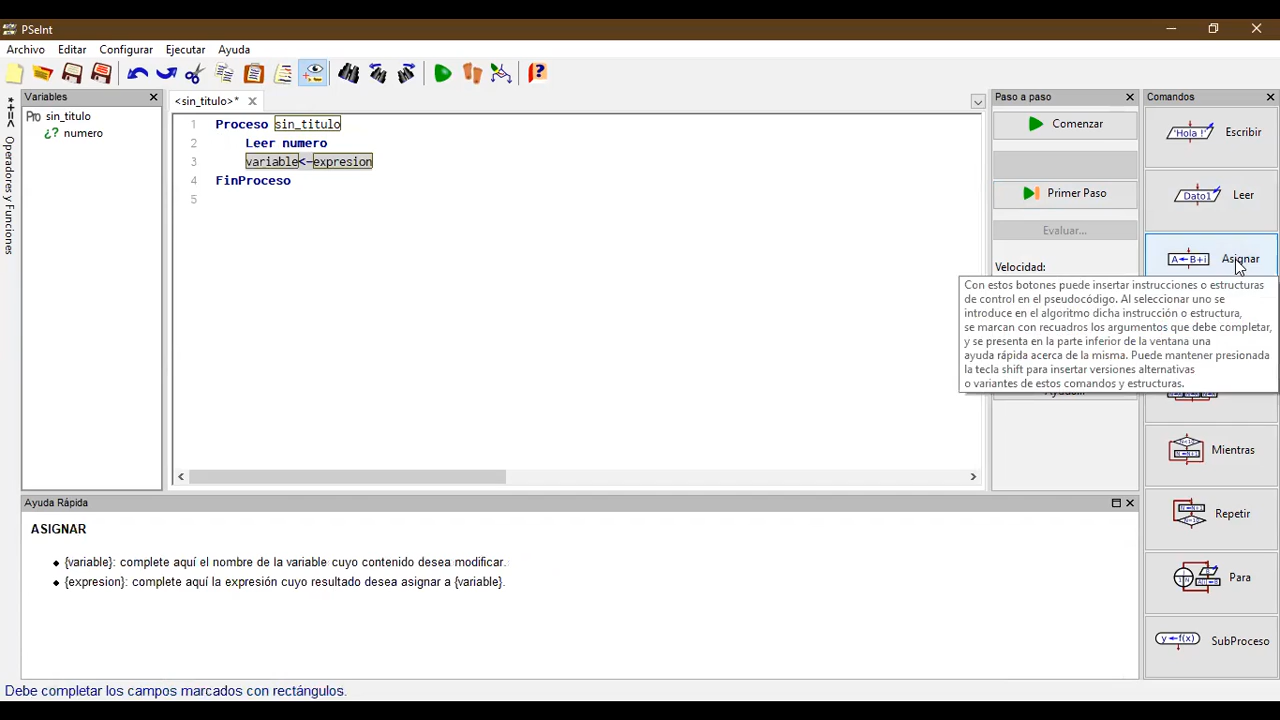 PSeInt
Archivo Editar Configurar Ejecutar Ayuda
Variables
<sin_titulo>*
Paso a paso
Comandos
*+=< Operadores y Funciones
sin_titulo
¿? numero
1 Proceso sin_titulo
2 Leer numero
3 variable<-expresion
4 FinProceso
5
Comenzar
Primer Paso
Evaluar...
Velocidad:
'Hola !' Escribir
Dato1 Leer
A B+i Asignar
Con estos botones puede insertar instrucciones o estructuras
de control en el pseudocódigo. Al seleccionar uno se
introduce en el algoritmo dicha instrucción o estructura,
se marcan con recuadros los argumentos que debe completar,
y se presenta en la parte inferior de la ventana una
ayuda rápida acerca de la misma. Puede mantener presionada
la tecla shift para insertar versiones alternativas
o variantes de estos comandos y estructuras.
Mientras
Repetir
Para
y←f(x) SubProceso
Ayuda Rápida
ASIGNAR
{variable}: complete aquí el nombre de la variable cuyo contenido desea modificar.
{expresion}: complete aquí la expresión cuyo resultado desea asignar a {variable}.
Debe completar los campos marcados con rectángulos.